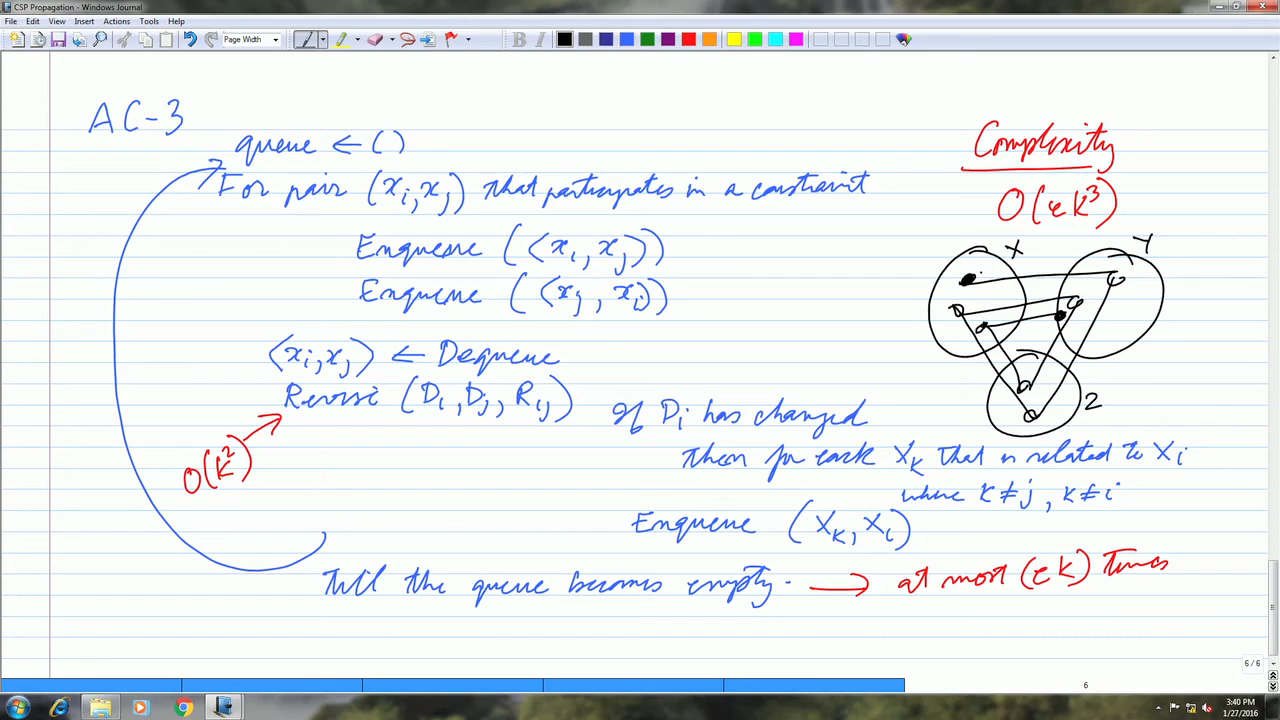 CSP Propagation - Windows Journal
File Edit View Insert Actions Tools Help
Page Width
B I
AC-3
queue ← ()
For pair (xi, xj) that participates in a constraint
Enqueue (⟨xi, xj⟩)
Enqueue (⟨xj, xi⟩)
⟨xi, xj⟩ ← Dequeue
Revise (Di, Dj, Rij)
O(k²)
If Di has changed
then for each Xk that is related to Xi
where k≠j, k≠i
Enqueue (Xk, Xi)
Till the queue becomes empty. → at most (ek) times
Complexity
O(ek³)
X
Y
Z
6/6
6
3:40 PM
1/27/2016